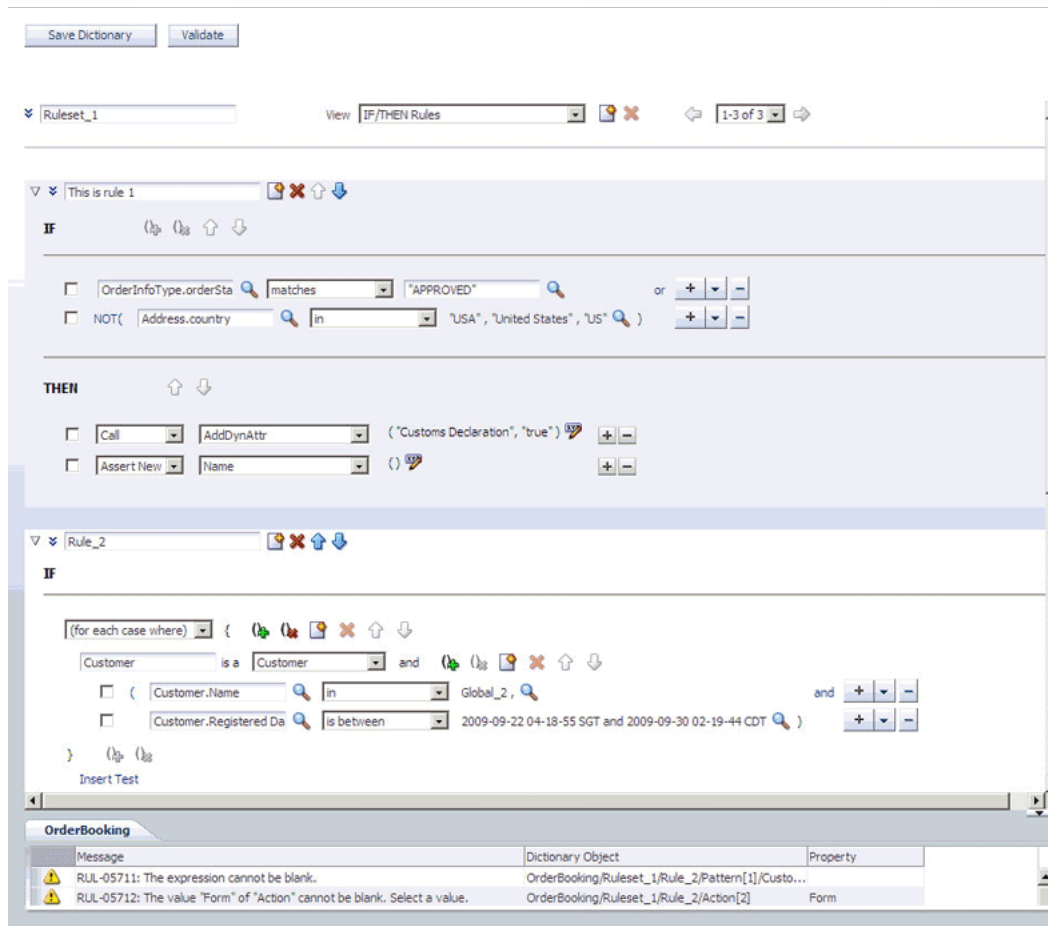 Save Dictionary Validate
Ruleset_1 View IF/THEN Rules 1-3 of 3
This is rule 1
IF
OrderInfoType.orderSta matches "APPROVED" or + −
NOT( Address.country in "USA" , "United States" , "US" ) + −
THEN
Call AddDynAttr ( "Customs Declaration", "true" ) + −
Assert New Name () + −
Rule_2
IF
(for each case where) { () ()
Customer is a Customer and () ()
( Customer.Name in Global_2 , and + −
Customer.Registered Da is between 2009-09-22 04-18-55 SGT and 2009-09-30 02-19-44 CDT ) + −
} () ()
Insert Test
OrderBooking
Message Dictionary Object Property
RUL-05711: The expression cannot be blank. OrderBooking/Ruleset_1/Rule_2/Pattern[1]/Custo...
RUL-05712: The value "Form" of "Action" cannot be blank. Select a value. OrderBooking/Ruleset_1/Rule_2/Action[2] Form